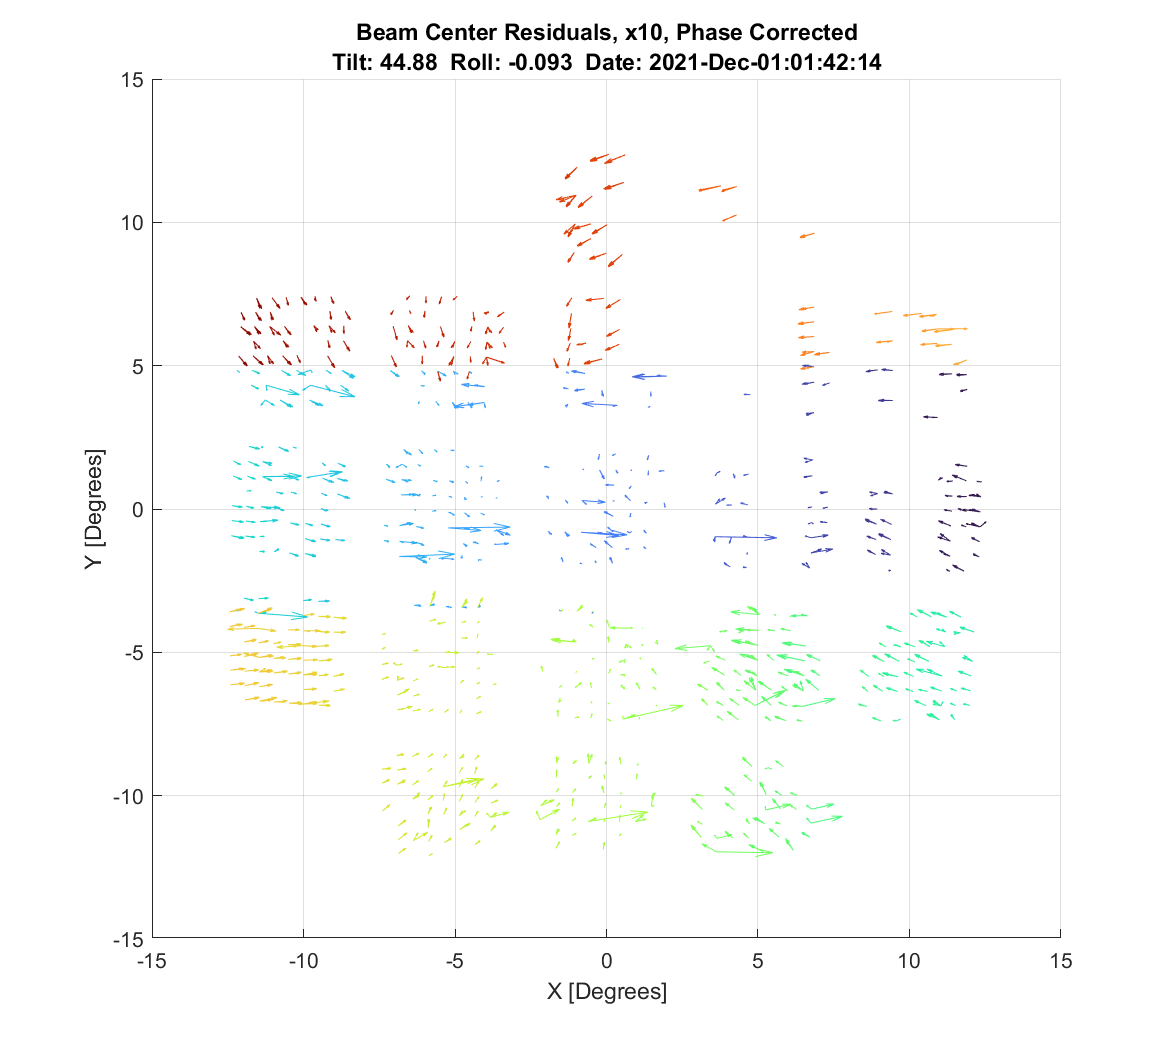 Beam Center Residuals, x10, Phase Corrected
Tilt: 44.88 Roll: -0.093 Date: 2021-Dec-01:01:42:14
15
10
5
0
-5
-10
-15
Y [Degrees]
-15 -10 -5 0 5 10 15
X [Degrees]